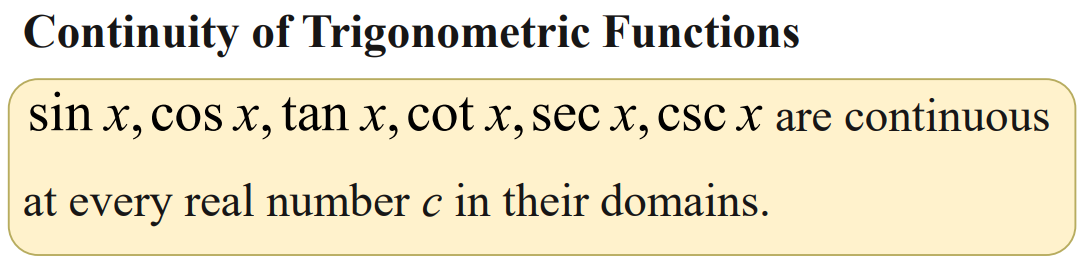 Continuity of Trigonometric Functions
sin x, cos x, tan x, cot x, sec x, csc x are continuous
at every real number c in their domains.